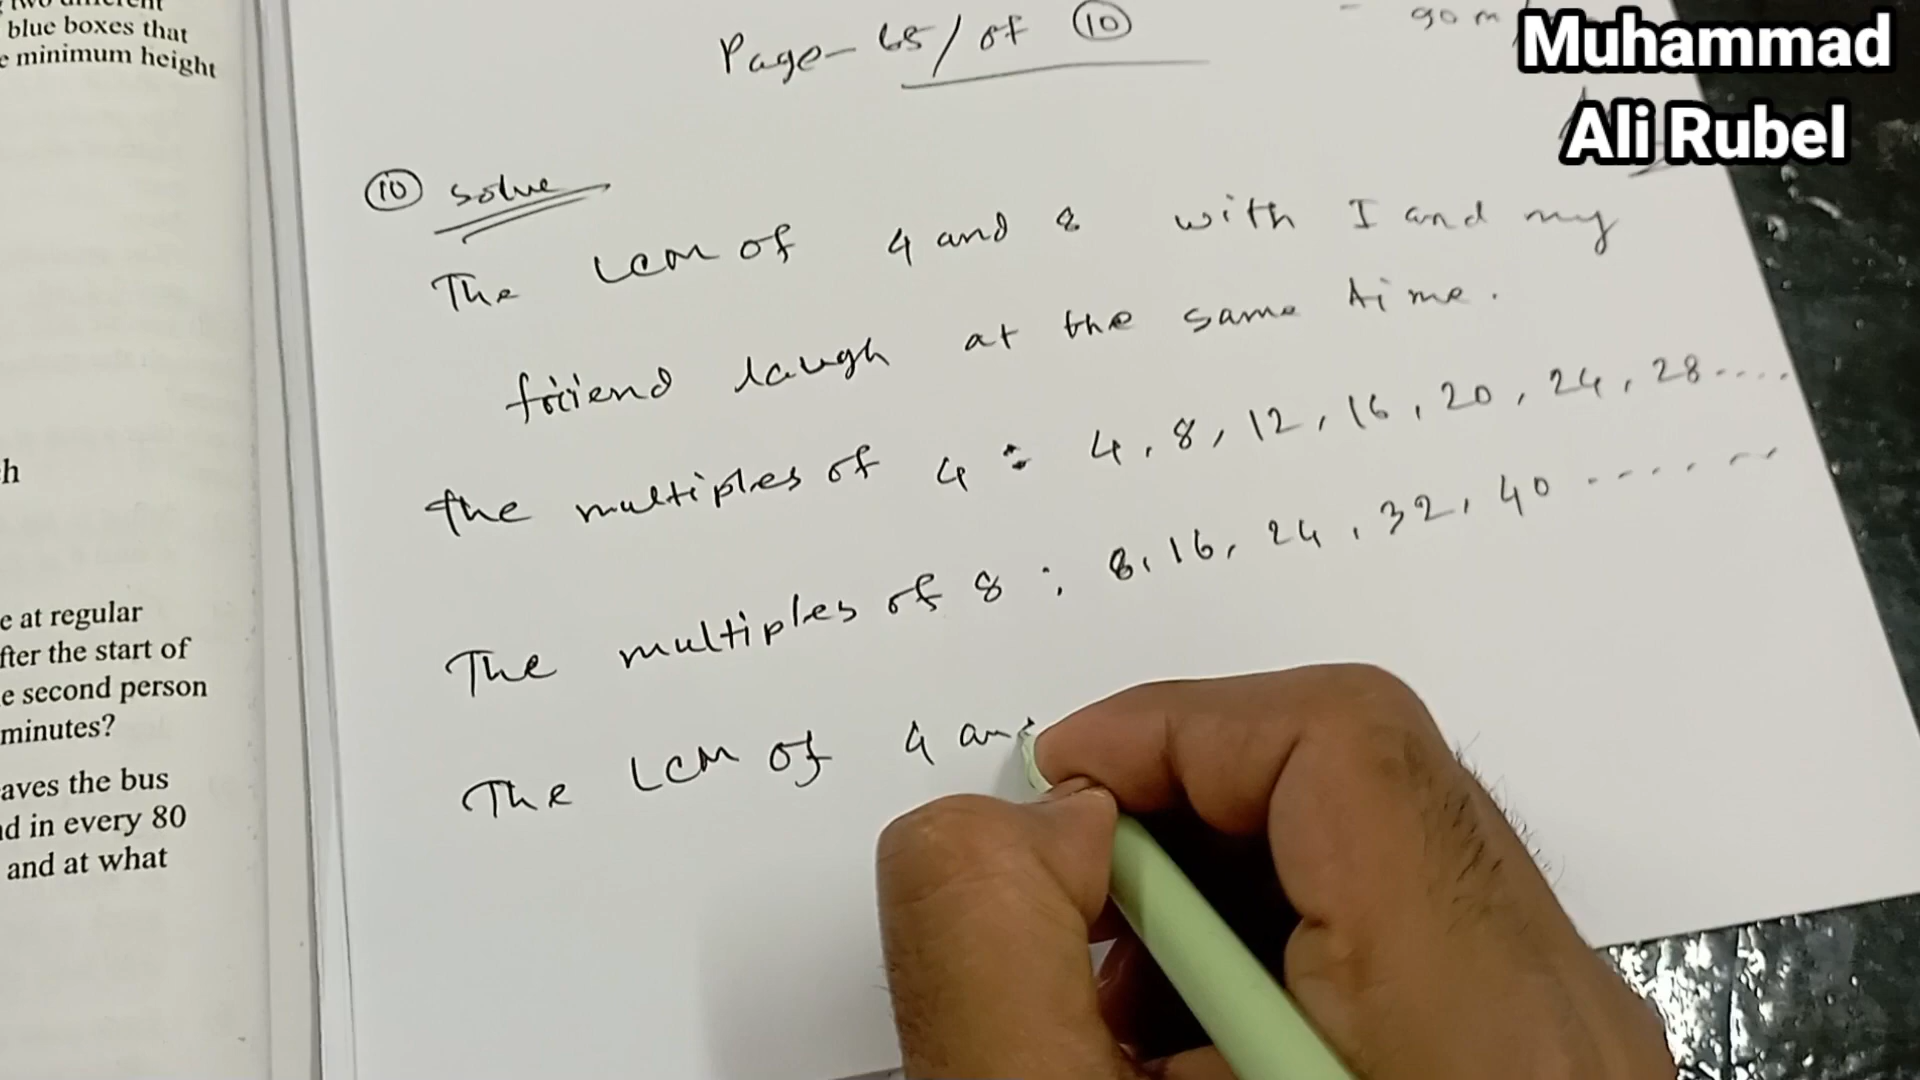 blue boxes that
minimum height
h
e at regular
fter the start of
e second person
minutes?
aves the bus
d in every 80
and at what
Page - 65/ of 10
90 m
Muhammad
Ali Rubel
10 solve
The LCM of 4 and 8 with I and my
friend laugh at the same time.
the multiples of 4 : 4, 8, 12, 16, 20, 24, 28....
The multiples of 8 : 8, 16, 24, 32, 40 .......
The LCM of 4 an